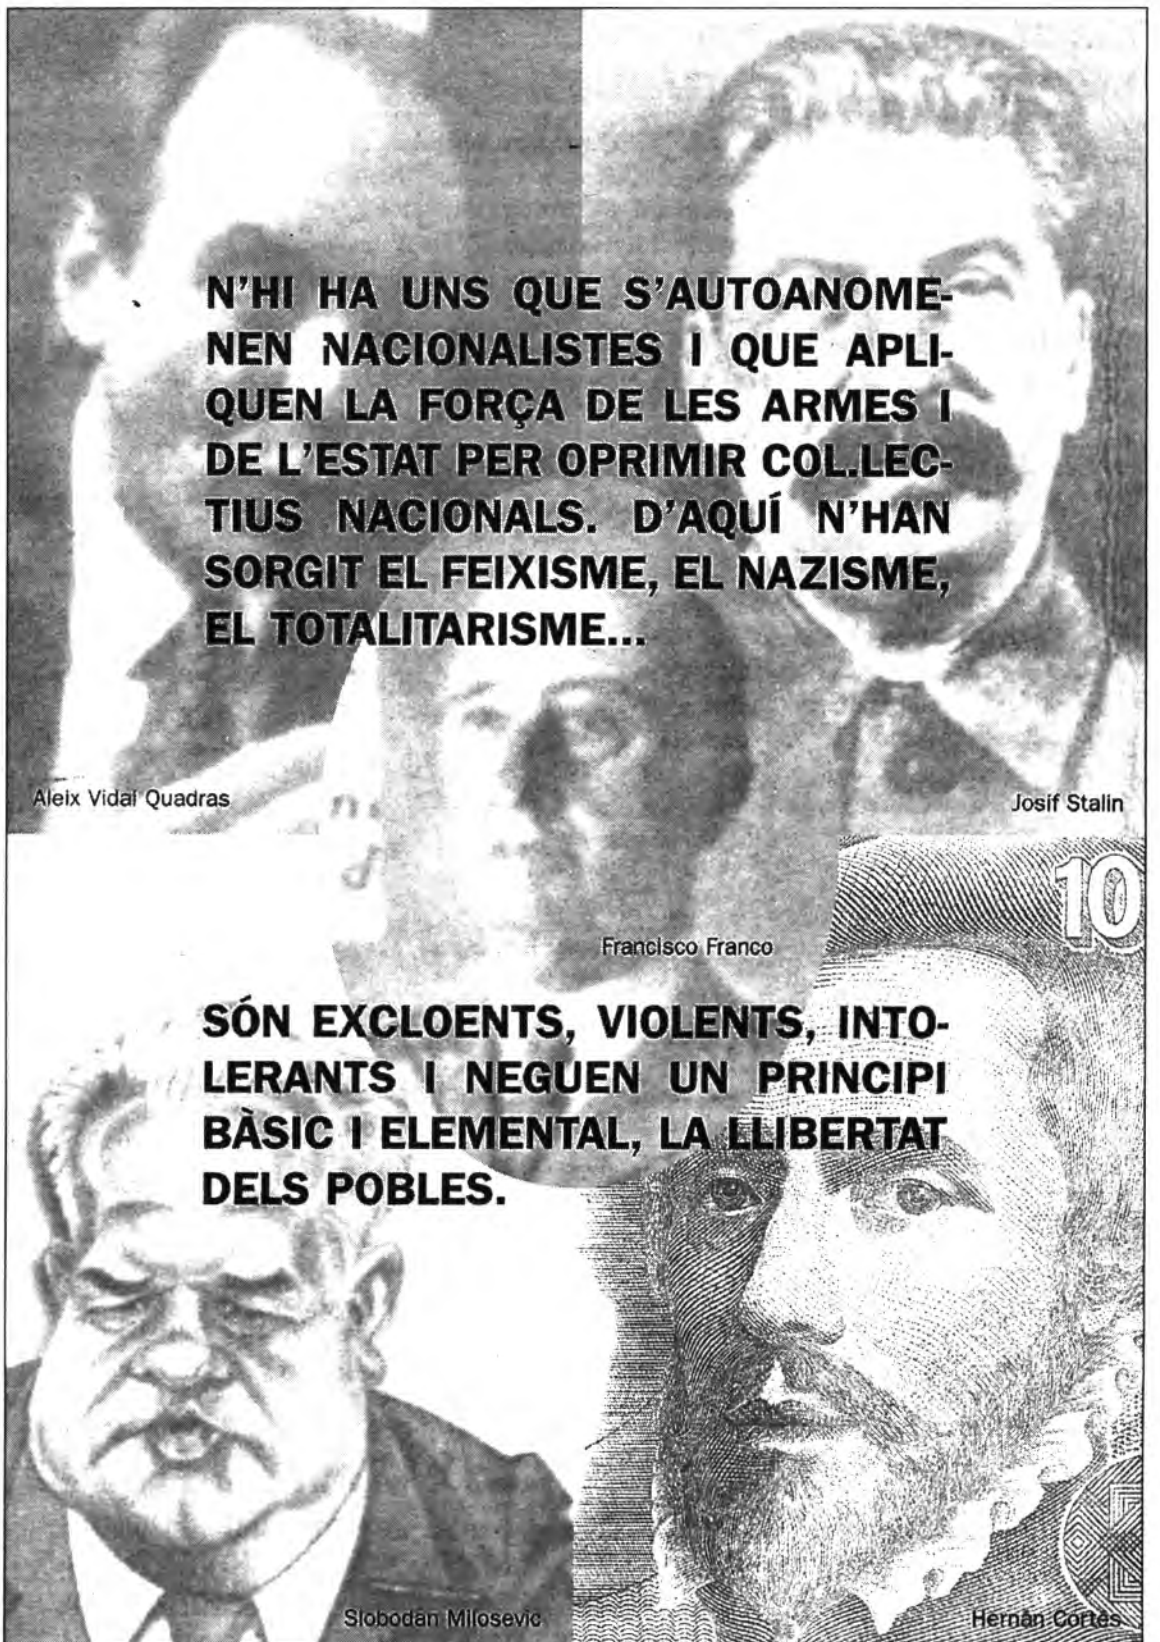 N'HI HA UNS QUE S'AUTOANOME-
NEN NACIONALISTES I QUE APLI-
QUEN LA FORÇA DE LES ARMES I
DE L'ESTAT PER OPRIMIR COL.LEC-
TIUS NACIONALS. D'AQUÍ N'HAN
SORGIT EL FEIXISME, EL NAZISME,
EL TOTALITARISME...
Aleix Vidal Quadras
Josif Stalin
10
Francisco Franco
SÓN EXCLOENTS, VIOLENTS, INTO-
LERANTS I NEGUEN UN PRINCIPI
BÀSIC I ELEMENTAL, LA LLIBERTAT
DELS POBLES.
Slobodan Milosevic
Hernàn Cortés